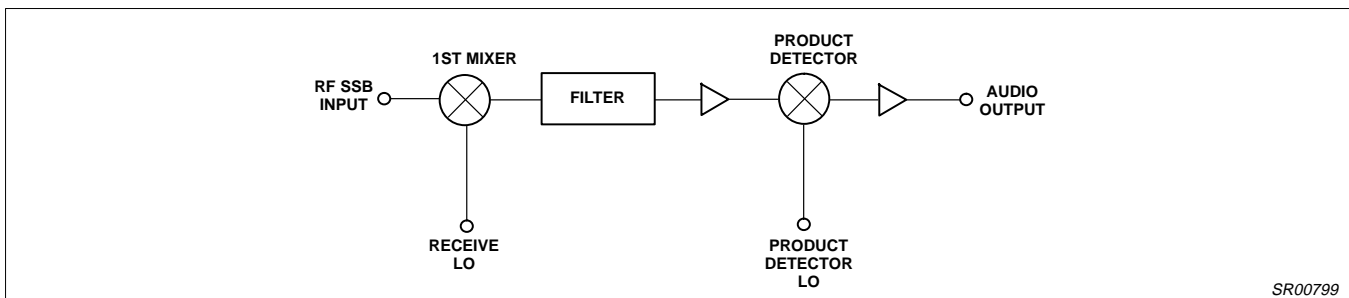 1ST MIXER
PRODUCT
DETECTOR
RF SSB
INPUT
FILTER
AUDIO
OUTPUT
RECEIVE
LO
PRODUCT
DETECTOR
LO
SR00799